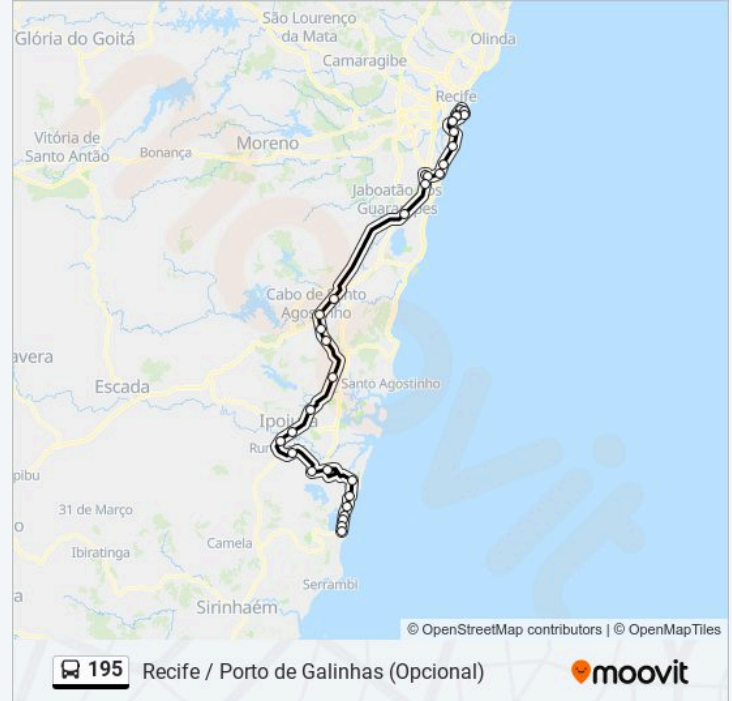 São Lourenço
da Mata
Glória do Goitá
Olinda
Camaragibe
Recife
Vitória de
Santo Antão
Bonança
Moreno
Jaboatão dos
Guararapes
Cabo de Santo
Agostinho
avera
Escada
Santo Agostinho
Ipojuca
Rur
pibu
31 de Março
o
Ibiratinga
Camela
Serrambi
a
Sirinhaém
© OpenStreetMap contributors | © OpenMapTiles
195 Recife / Porto de Galinhas (Opcional)
moovit